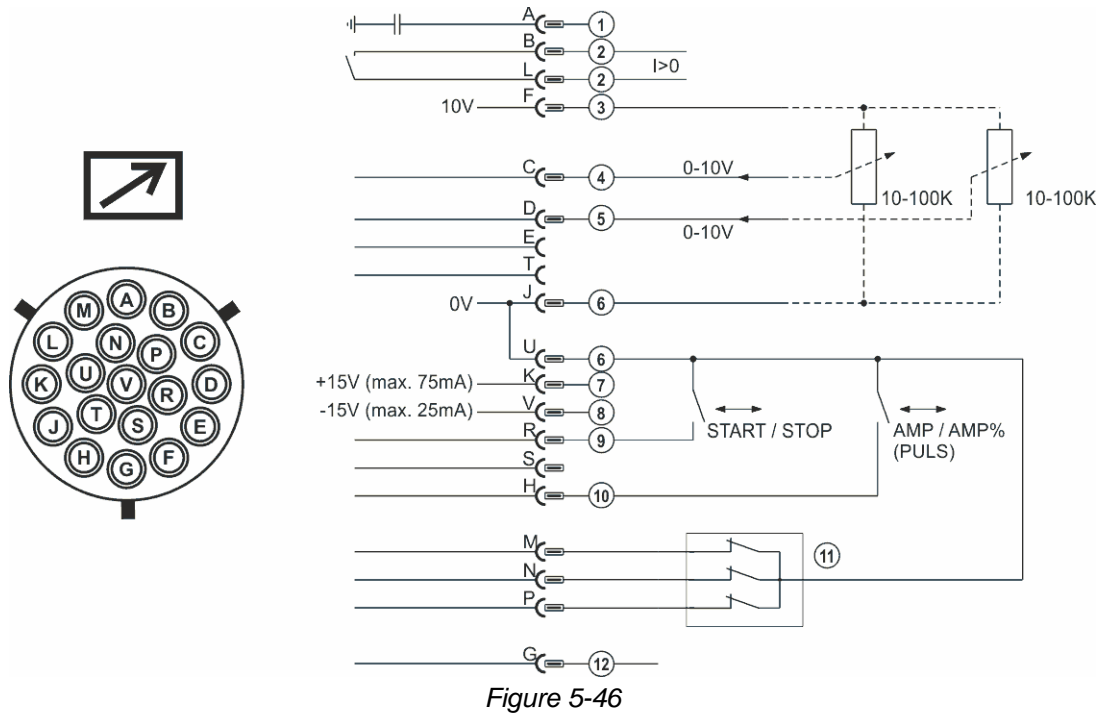 A 1
B 2
L 2 I>0
10V F 3
C 4 0-10V 10-100K 10-100K
D 5 0-10V
E
T
0V J 6
U 6
+15V (max. 75mA) K 7
-15V (max. 25mA) V 8
R 9 START / STOP AMP / AMP%
(PULS)
S
H 10
M
N 11
P
G 12
A
M B
L N P C
K U V R D
J T S E
H G F
Figure 5-46